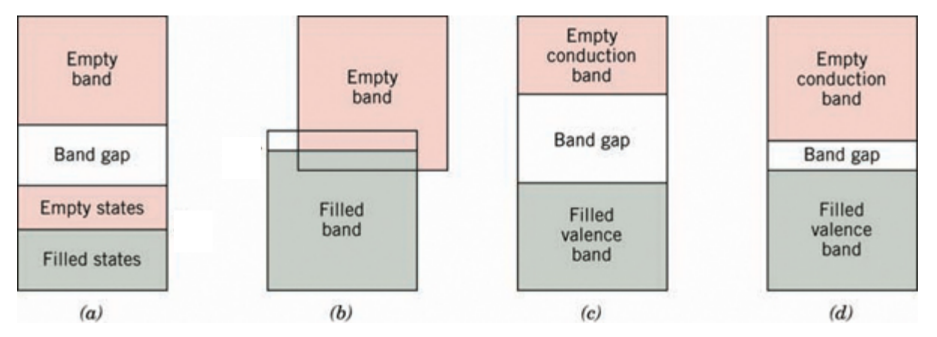 Empty
band
Band gap
Empty states
Filled states
(a)
Empty
band
Filled
band
(b)
Empty
conduction
band
Band gap
Filled
valence
band
(c)
Empty
conduction
band
Band gap
Filled
valence
band
(d)